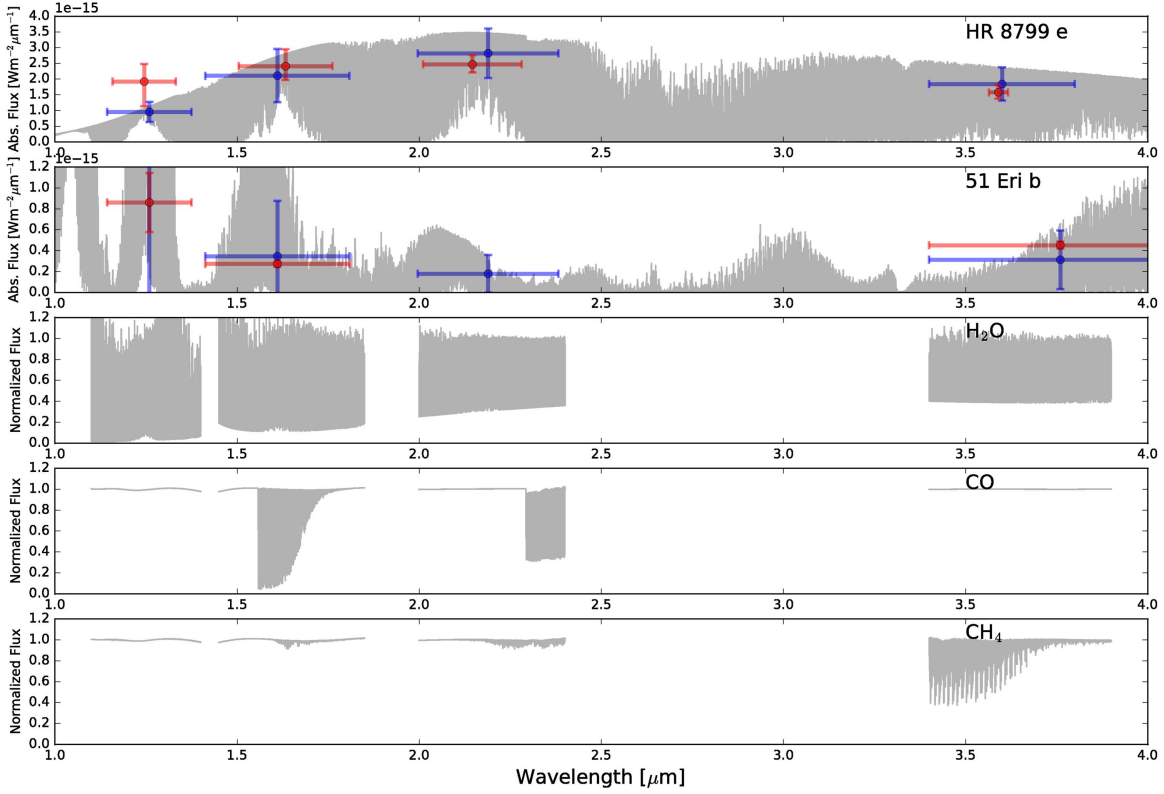 1e−15
4.0
3.5
3.0
2.5
2.0
1.5
1.0
0.5
0.0
Abs. Flux [Wm⁻²μm⁻¹]
HR 8799 e
1.0 1.5 2.0 2.5 3.0 3.5 4.0
1e−15
1.2
1.0
0.8
0.6
0.4
0.2
0.0
Abs. Flux [Wm⁻²μm⁻¹]
51 Eri b
1.0 1.5 2.0 2.5 3.0 3.5 4.0
1.2
1.0
0.8
0.6
0.4
0.2
0.0
Normalized Flux
H₂O
1.0 1.5 2.0 2.5 3.0 3.5 4.0
1.2
1.0
0.8
0.6
0.4
0.2
0.0
Normalized Flux
CO
1.0 1.5 2.0 2.5 3.0 3.5 4.0
1.2
1.0
0.8
0.6
0.4
0.2
0.0
Normalized Flux
CH₄
1.0 1.5 2.0 2.5 3.0 3.5 4.0
Wavelength [μm]